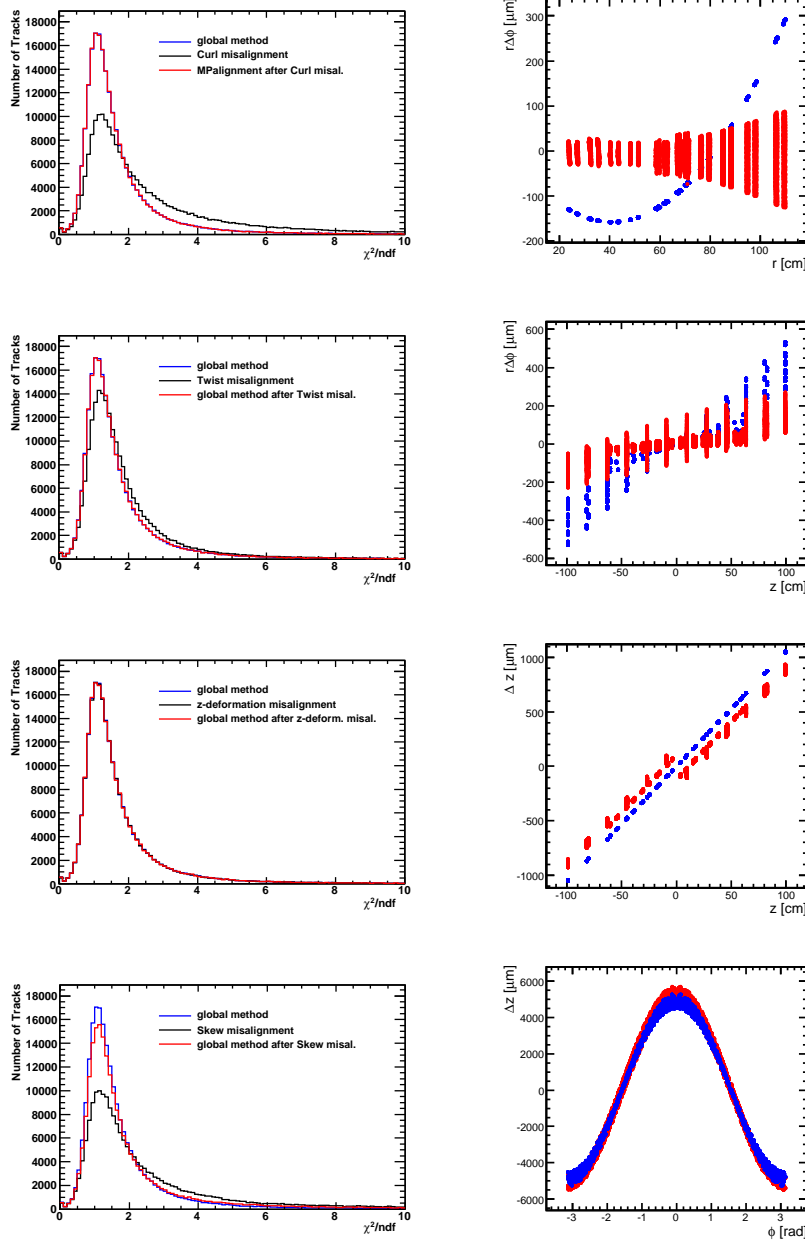 Number of Tracks
18000
16000
14000
12000
10000
8000
6000
4000
2000
0
0 2 4 6 8 10
χ²/ndf
global method
Curl misalignment
MPalignment after Curl misal.
rΔϕ [μm]
300
200
100
0
-100
-200
20 40 60 80 100
r [cm]
Number of Tracks
18000
16000
14000
12000
10000
8000
6000
4000
2000
0
0 2 4 6 8 10
χ²/ndf
global method
Twist misalignment
global method after Twist misal.
rΔϕ [μm]
600
400
200
0
-200
-400
-600
-100 -50 0 50 100
z [cm]
Number of Tracks
18000
16000
14000
12000
10000
8000
6000
4000
2000
0
0 2 4 6 8 10
χ²/ndf
global method
z-deformation misalignment
global method after z-deform. misal.
Δ z [μm]
1000
500
0
-500
-1000
-100 -50 0 50 100
z [cm]
Number of Tracks
18000
16000
14000
12000
10000
8000
6000
4000
2000
0
0 2 4 6 8 10
χ²/ndf
global method
Skew misalignment
global method after Skew misal.
Δz [μm]
6000
4000
2000
0
-2000
-4000
-6000
-3 -2 -1 0 1 2 3
ϕ [rad]